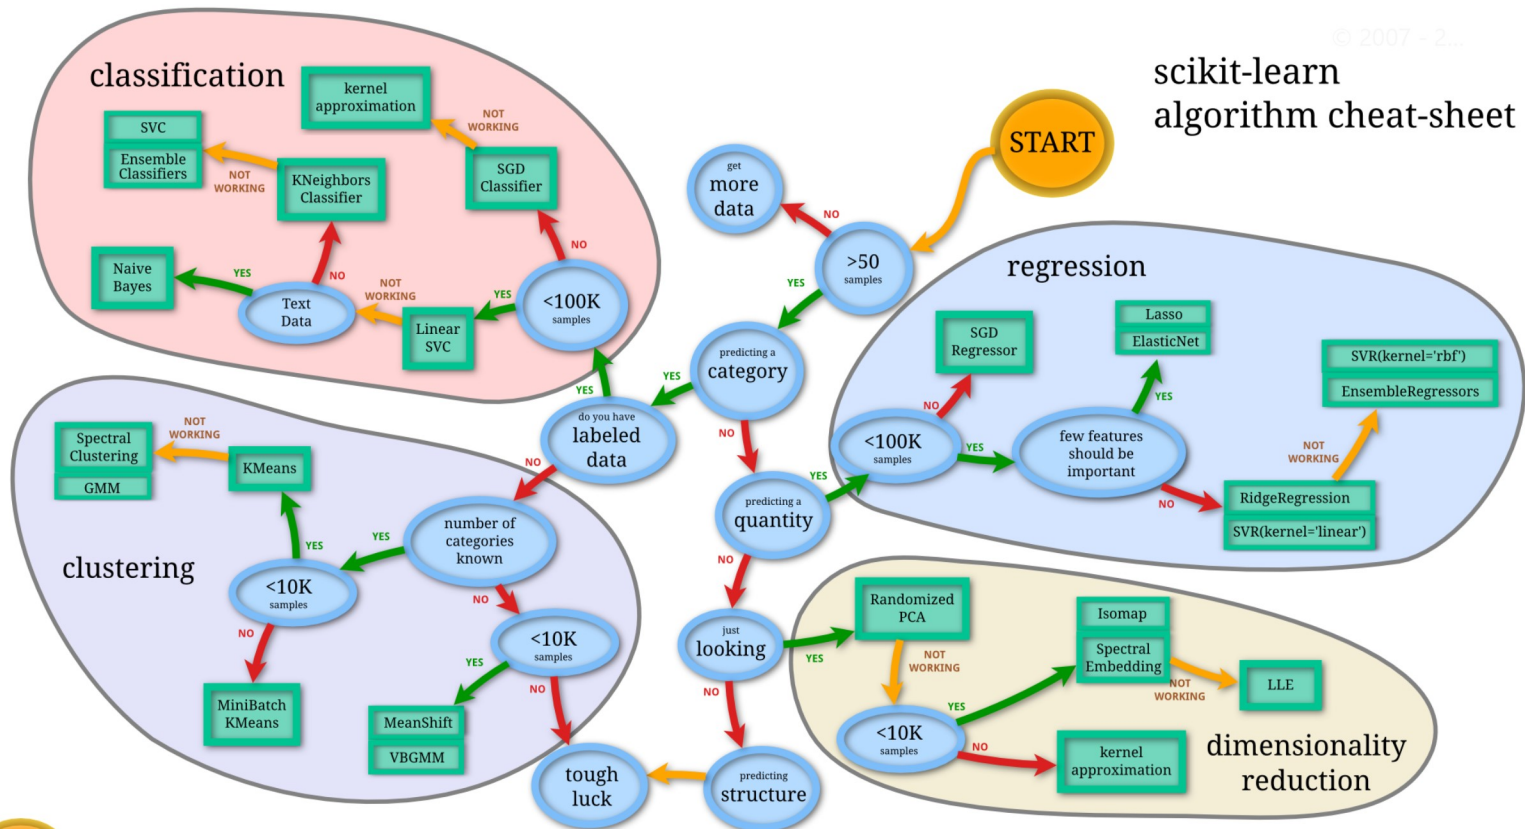 © 2007 - 2...
scikit-learn
algorithm cheat-sheet
START
classification
kernel
approximation
NOT
WORKING
SVC
Ensemble
Classifiers
NOT
WORKING
KNeighbors
Classifier
SGD
Classifier
NO
NO
Naive
Bayes
YES
Text
Data
NOT
WORKING
Linear
SVC
YES
<100K
samples
YES
get
more
data
NO
>50
samples
YES
predicting a
category
YES
do you have
labeled
data
NO
NO
predicting a
quantity
YES
NO
just
looking
YES
NO
predicting
structure
tough
luck
regression
SGD
Regressor
NO
<100K
samples
YES
few features
should be
important
YES
Lasso
ElasticNet
NO
RidgeRegression
SVR(kernel='linear')
NOT
WORKING
SVR(kernel='rbf')
EnsembleRegressors
clustering
Spectral
Clustering
GMM
NOT
WORKING
KMeans
YES
<10K
samples
YES
number of
categories
known
NO
MiniBatch
KMeans
NO
<10K
samples
YES
MeanShift
VBGMM
NO
dimensionality
reduction
Randomized
PCA
NOT
WORKING
<10K
samples
YES
Isomap
Spectral
Embedding
NOT
WORKING
LLE
NO
kernel
approximation